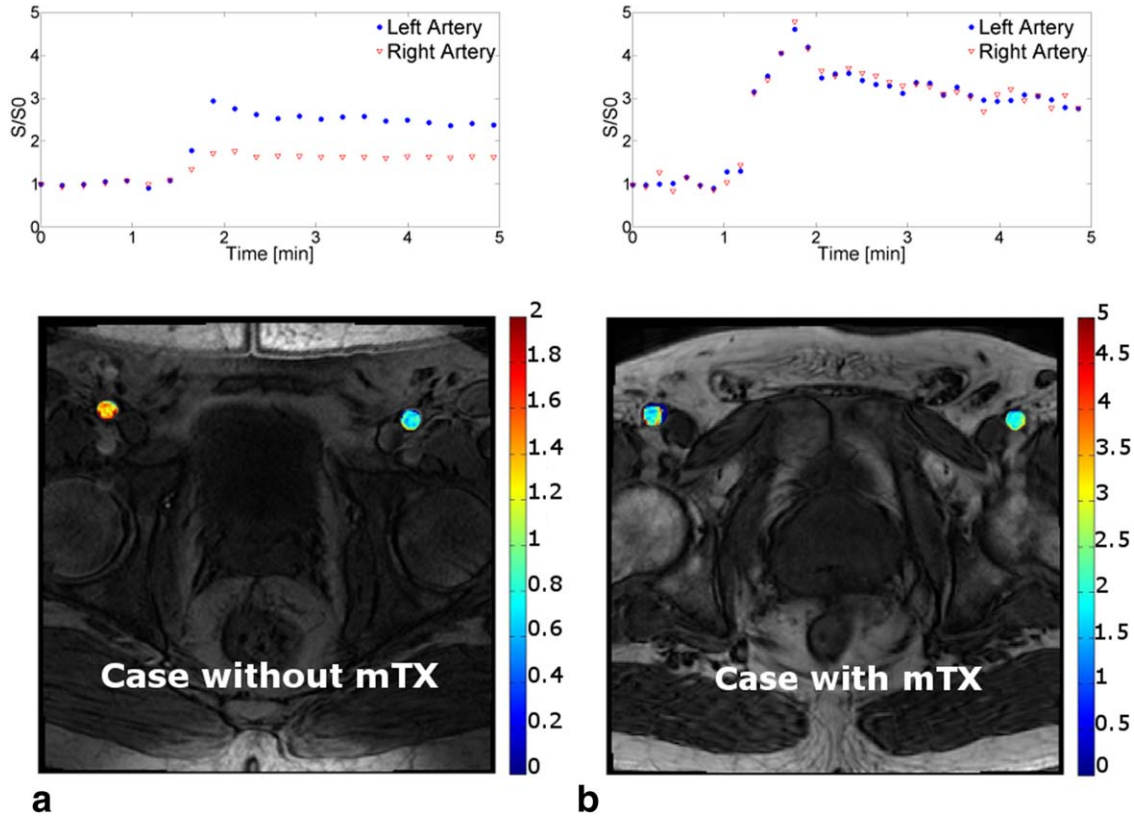 5
4
3
2
1
0
S/S0
0 1 2 3 4 5
Time [min]
Left Artery
Right Artery
5
4
3
2
1
0
S/S0
0 1 2 3 4 5
Time [min]
Left Artery
Right Artery
Case without mTX
2
1.8
1.6
1.4
1.2
1
0.8
0.6
0.4
0.2
0
a
Case with mTX
5
4.5
4
3.5
3
2.5
2
1.5
1
0.5
0
b